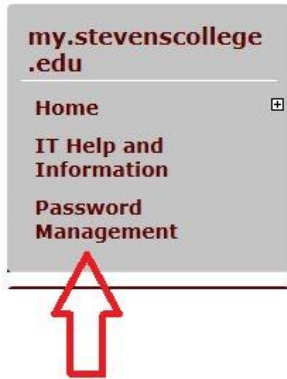 my.stevenscollege
.edu
Home
IT Help and
Information
Password
Management